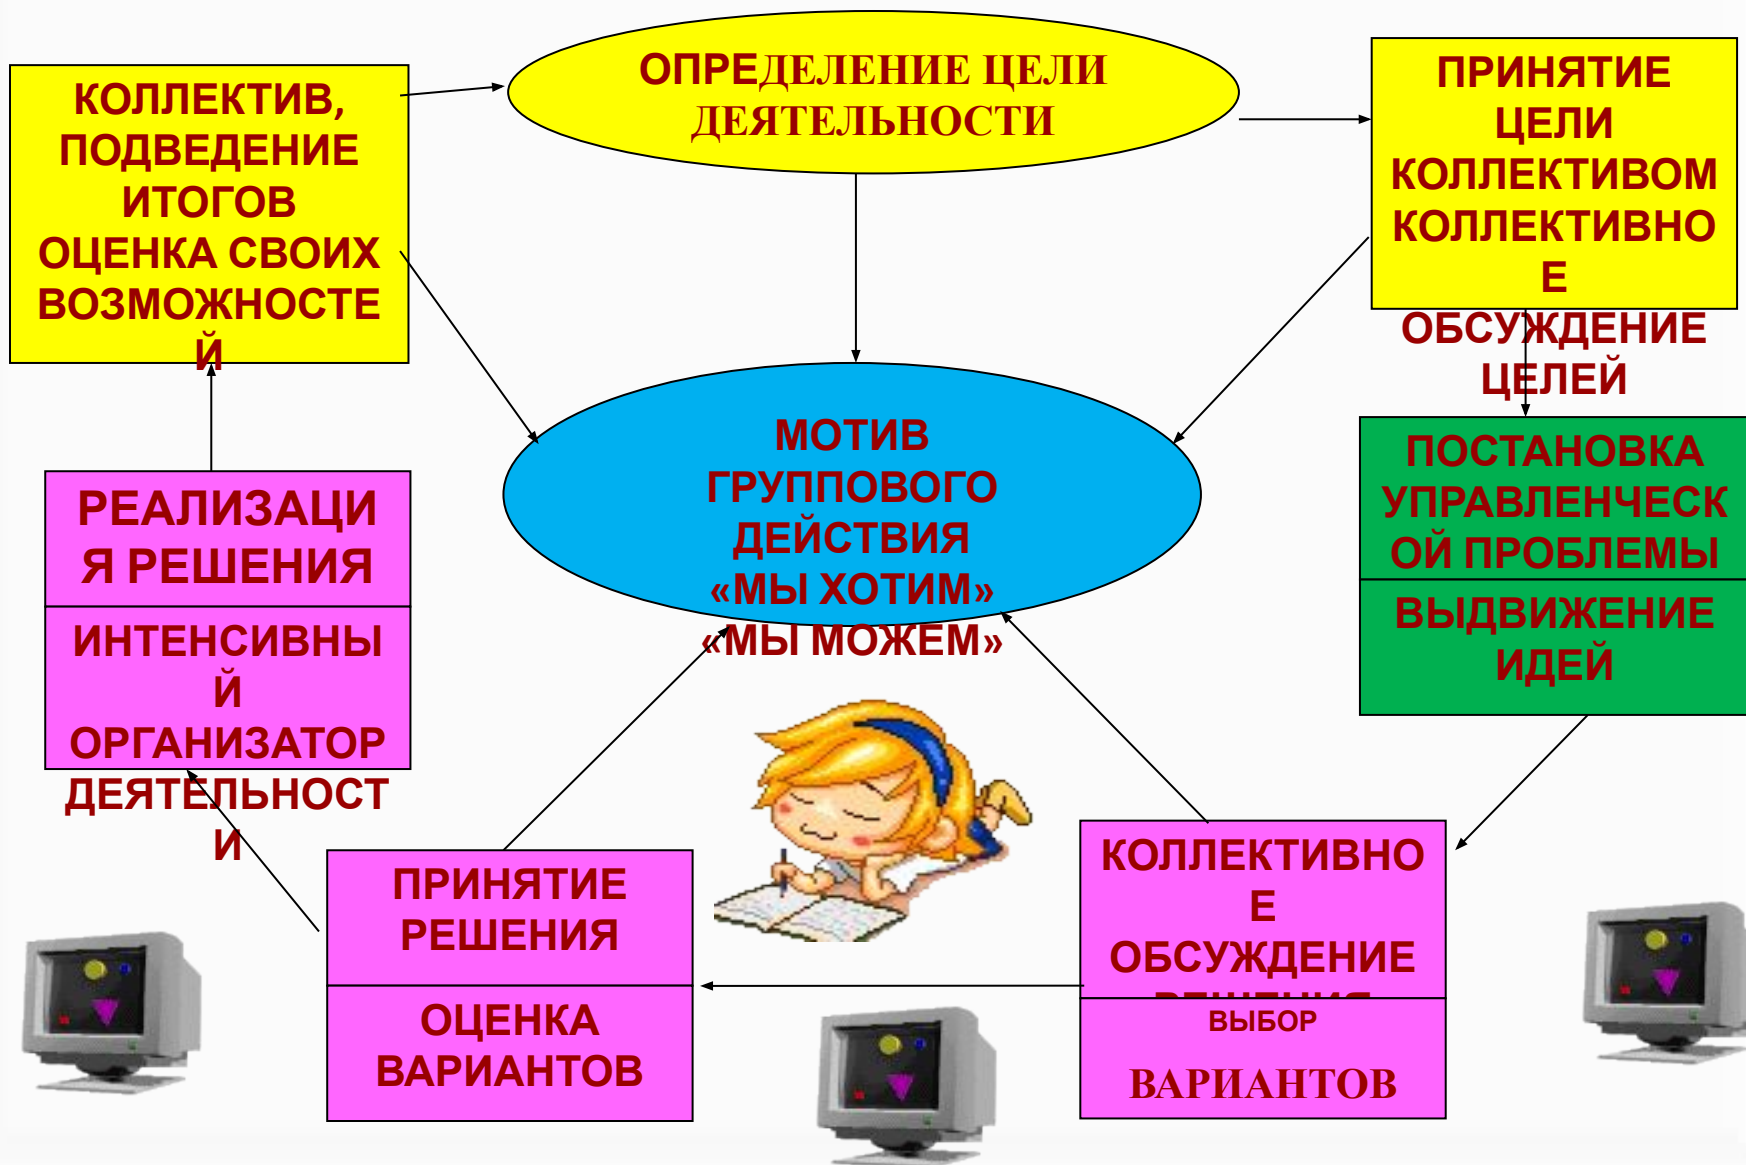 ОПРЕДЕЛЕНИЕ ЦЕЛИ
ДЕЯТЕЛЬНОСТИ
КОЛЛЕКТИВ,
ПОДВЕДЕНИЕ
ИТОГОВ
ОЦЕНКА СВОИХ
ВОЗМОЖНОСТЕ
Й
ПРИНЯТИЕ
ЦЕЛИ
КОЛЛЕКТИВОМ
КОЛЛЕКТИВНО
Е
ОБСУЖДЕНИЕ
ЦЕЛЕЙ
МОТИВ
ГРУППОВОГО
ДЕЙСТВИЯ
«МЫ ХОТИМ»
«МЫ МОЖЕМ»
ПОСТАНОВКА
УПРАВЛЕНЧЕСК
ОЙ ПРОБЛЕМЫ
ВЫДВИЖЕНИЕ
ИДЕЙ
РЕАЛИЗАЦИ
Я РЕШЕНИЯ
ИНТЕНСИВНЫ
Й
ОРГАНИЗАТОР
ДЕЯТЕЛЬНОСТ
И
ПРИНЯТИЕ
РЕШЕНИЯ
ОЦЕНКА
ВАРИАНТОВ
КОЛЛЕКТИВНО
Е
ОБСУЖДЕНИЕ
РЕШЕНИЯ
ВЫБОР
ВАРИАНТОВ